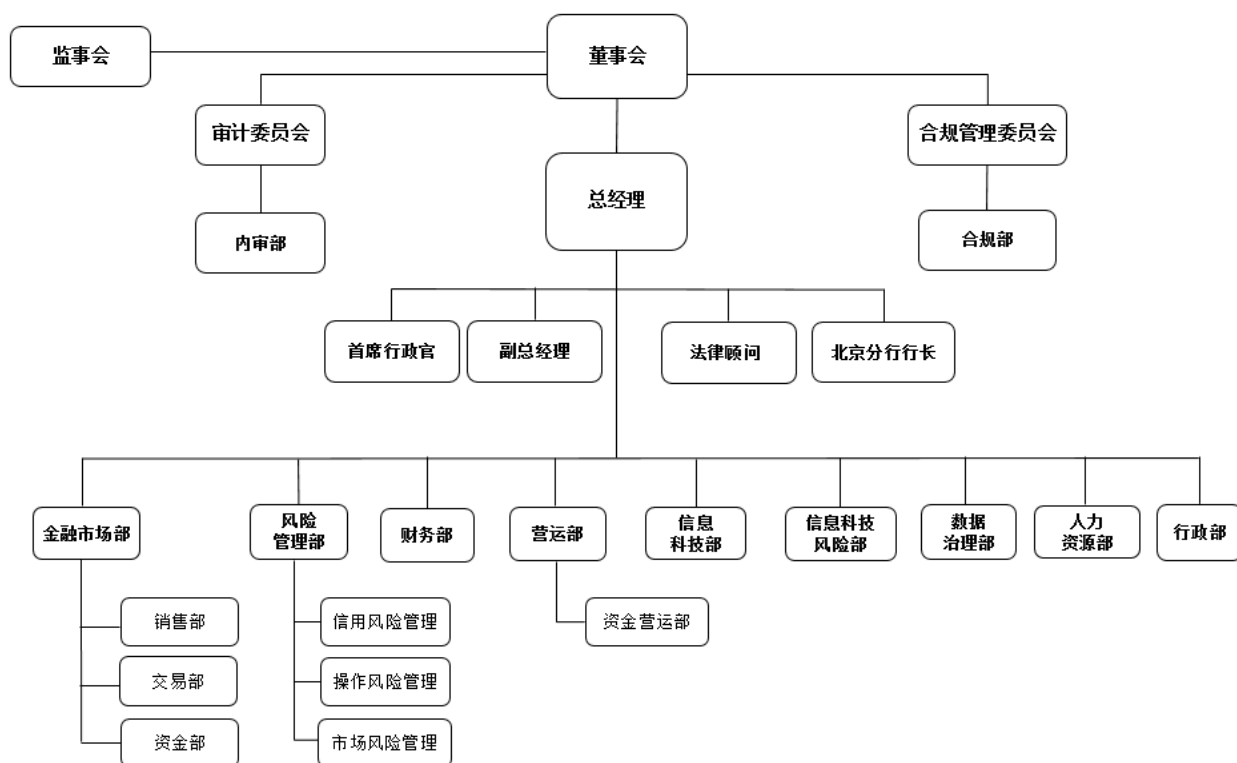 监事会
董事会
审计委员会
合规管理委员会
总经理
内审部
合规部
首席行政官
副总经理
法律顾问
北京分行行长
金融市场部
风险
管理部
财务部
营运部
信息
科技部
信息科技
风险部
数据
治理部
人力
资源部
行政部
销售部
信用风险管理
资金营运部
交易部
操作风险管理
资金部
市场风险管理